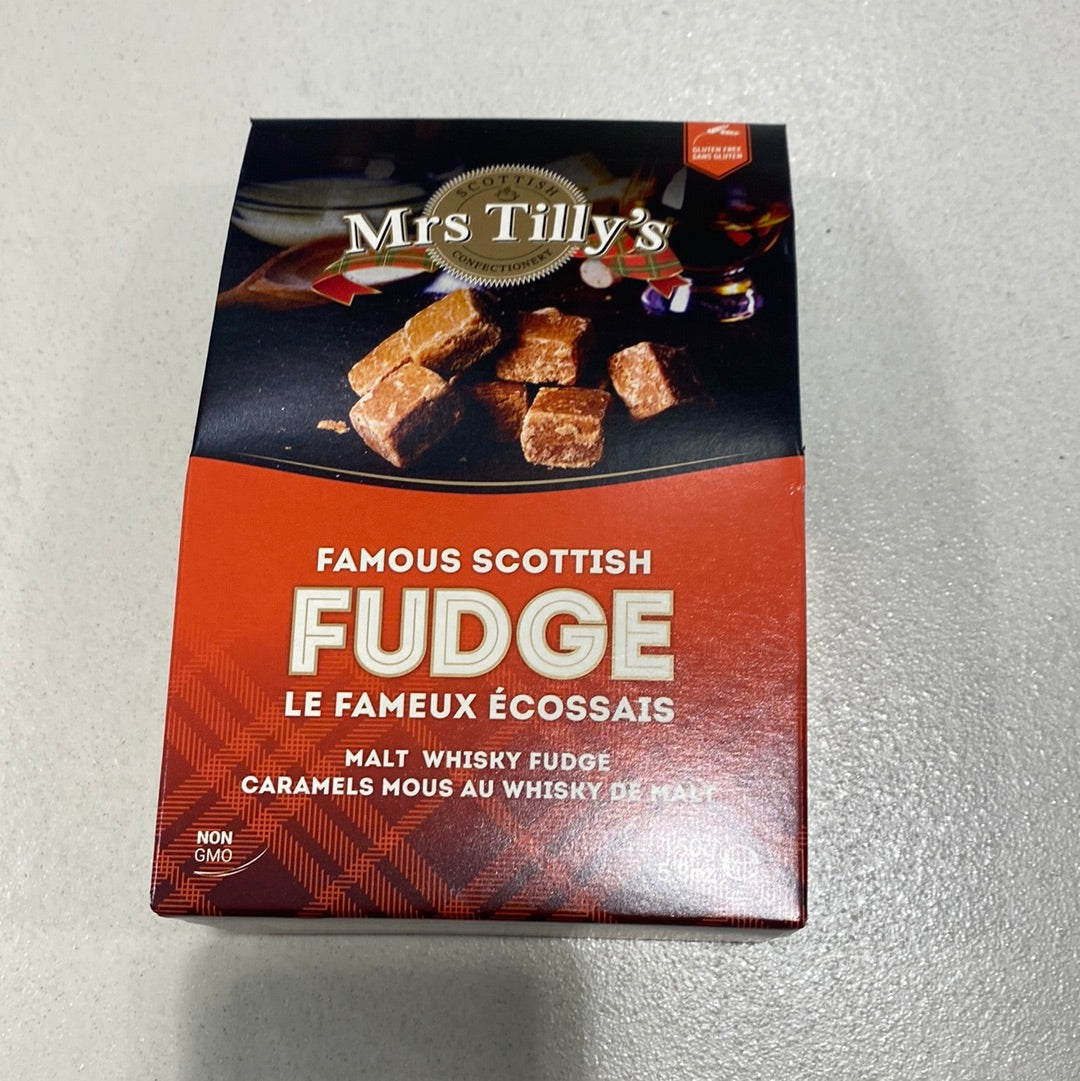 GLUTEN FREE
SANS GLUTEN
SCOTTISH
Mrs Tilly's
CONFECTIONERY
FAMOUS SCOTTISH
FUDGE
LE FAMEUX ÉCOSSAIS
MALT WHISKY FUDGE
CARAMELS MOUS AU WHISKY DE MALT
NON
GMO